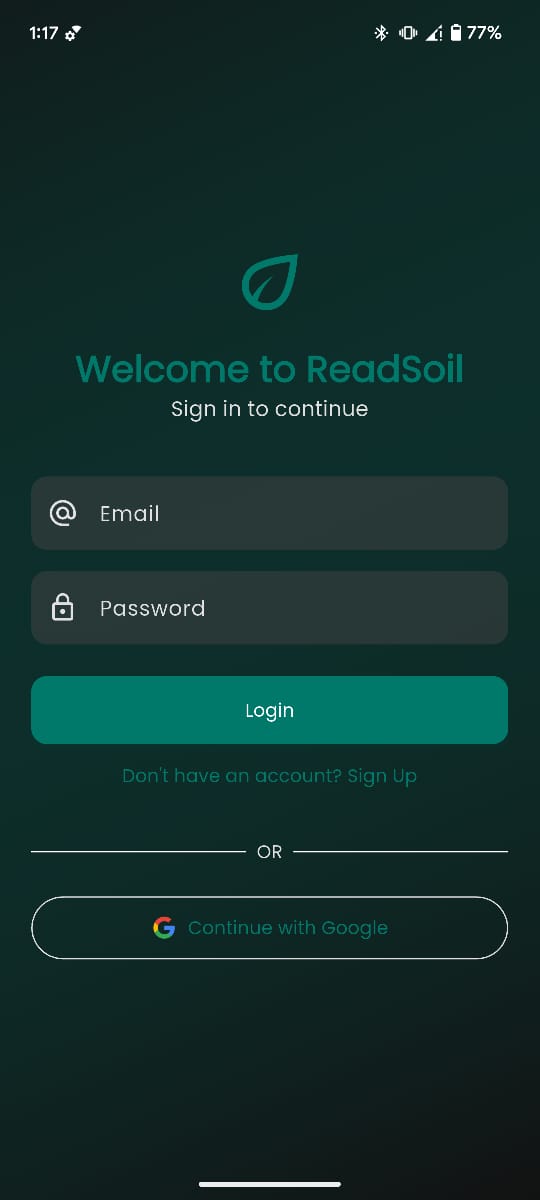 1:17
77%
Welcome to ReadSoil
Sign in to continue
Email
Password
Login
Don't have an account? Sign Up
OR
Continue with Google